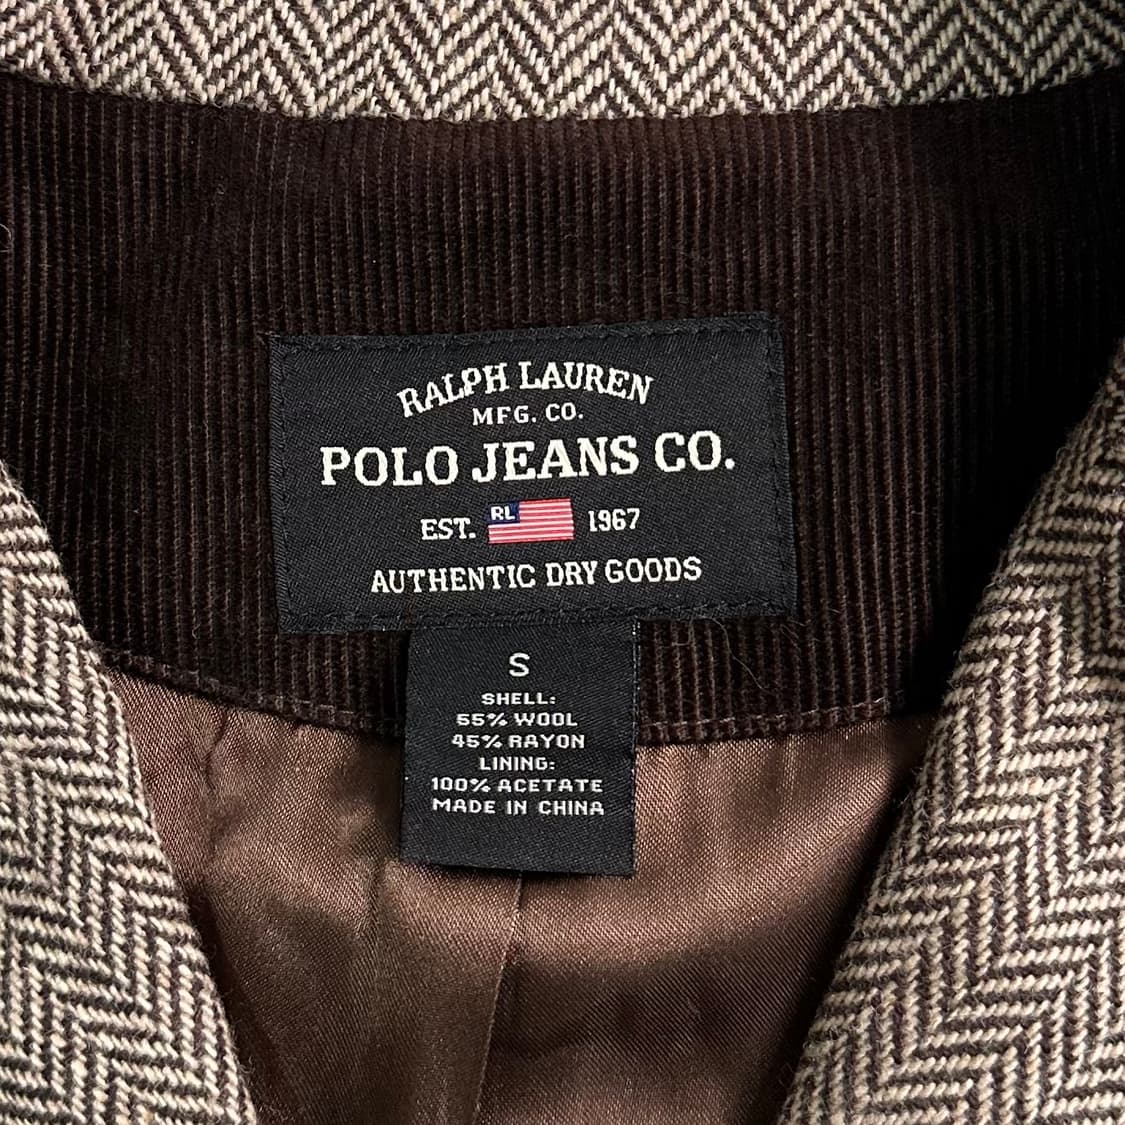 RALPH LAUREN
MFG. CO.
POLO JEANS CO.
EST. RL 1967
AUTHENTIC DRY GOODS
S
SHELL:
55% WOOL
45% RAYON
LINING:
100% ACETATE
MADE IN CHINA